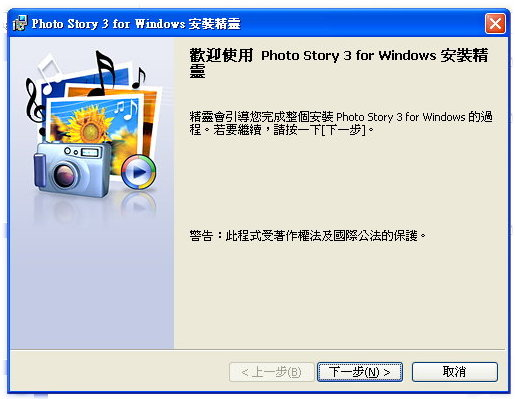 Photo Story 3 for Windows 安裝精靈
歡迎使用 Photo Story 3 for Windows 安裝精
靈
精靈會引導您完成整個安裝 Photo Story 3 for Windows 的過
程。若要繼續，請按一下[下一步]。
警告：此程式受著作權法及國際公法的保護。
< 上一步(B) 下一步(N) > 取消